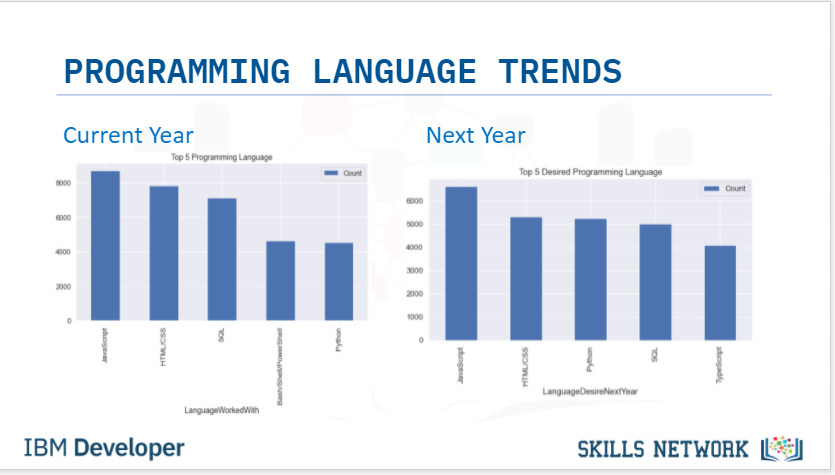 PROGRAMMING LANGUAGE TRENDS
Current Year
Top 5 Programming Language
Count
8000
6000
4000
2000
0
JavaScript
HTML/CSS
SQL
Bash/Shell/PowerShell
Python
LanguageWorkedWith
Next Year
Top 5 Desired Programming Language
Count
6000
5000
4000
3000
2000
1000
0
JavaScript
HTML/CSS
Python
SQL
TypeScript
LanguageDesireNextYear
IBM Developer
SKILLS NETWORK